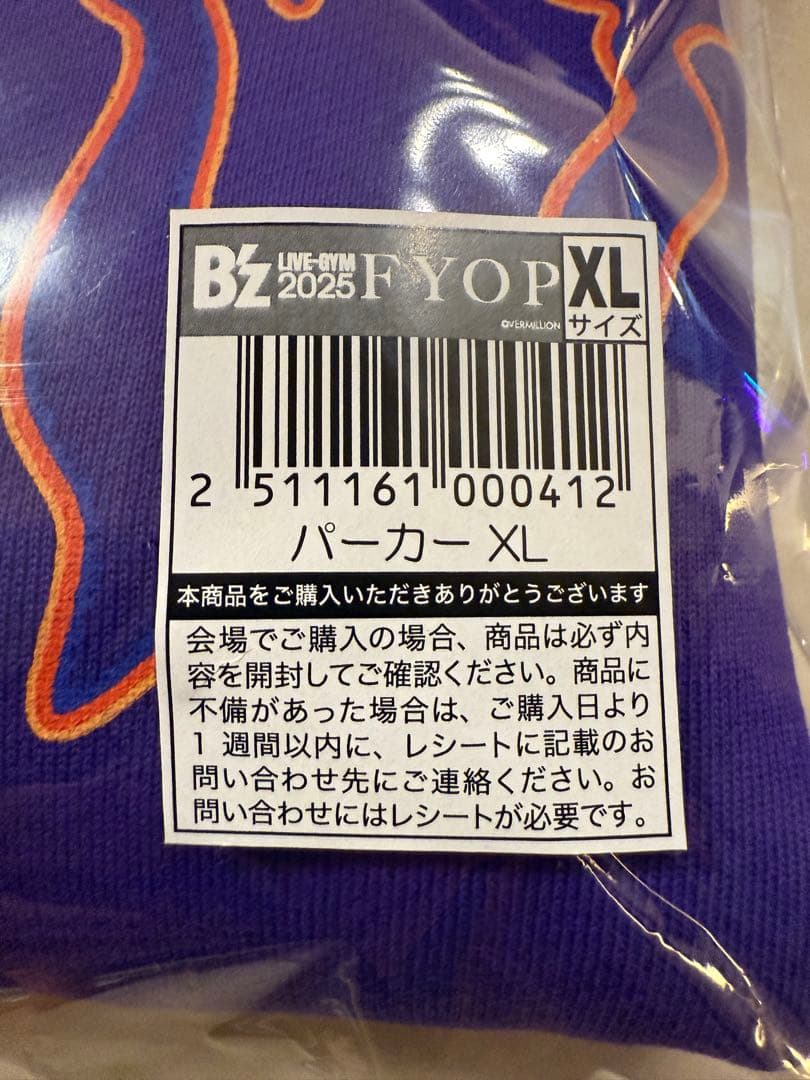 B'z LIVE-GYM 2025 FYOP XL
©VERMILLION サイズ
2 511161 000412
パーカー XL
本商品をご購入いただきありがとうございます
会場でご購入の場合、商品は必ず内
容を開封してご確認ください。商品に
不備があった場合は、ご購入日より
1週間以内に、レシートに記載のお
問い合わせ先にご連絡ください。お
問い合わせにはレシートが必要です。